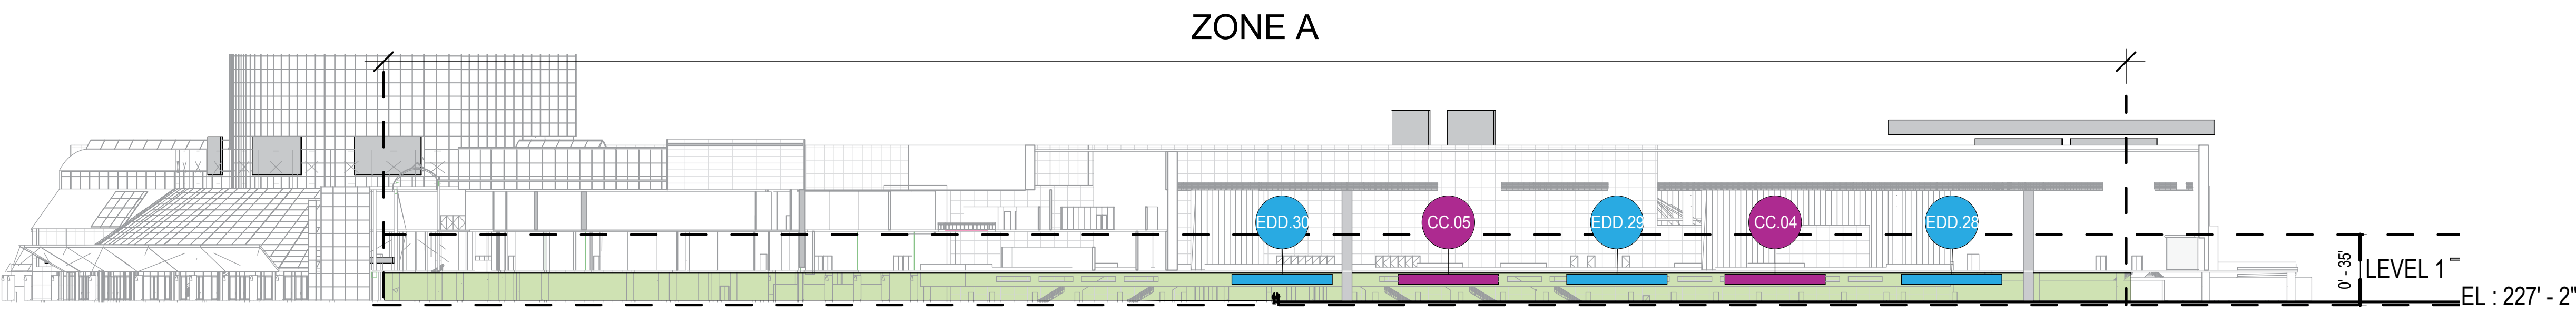 ZONE A
EDD.30
CC.05
EDD.29
CC.04
EDD.28
0' - 35'
LEVEL 1
EL : 227' - 2"